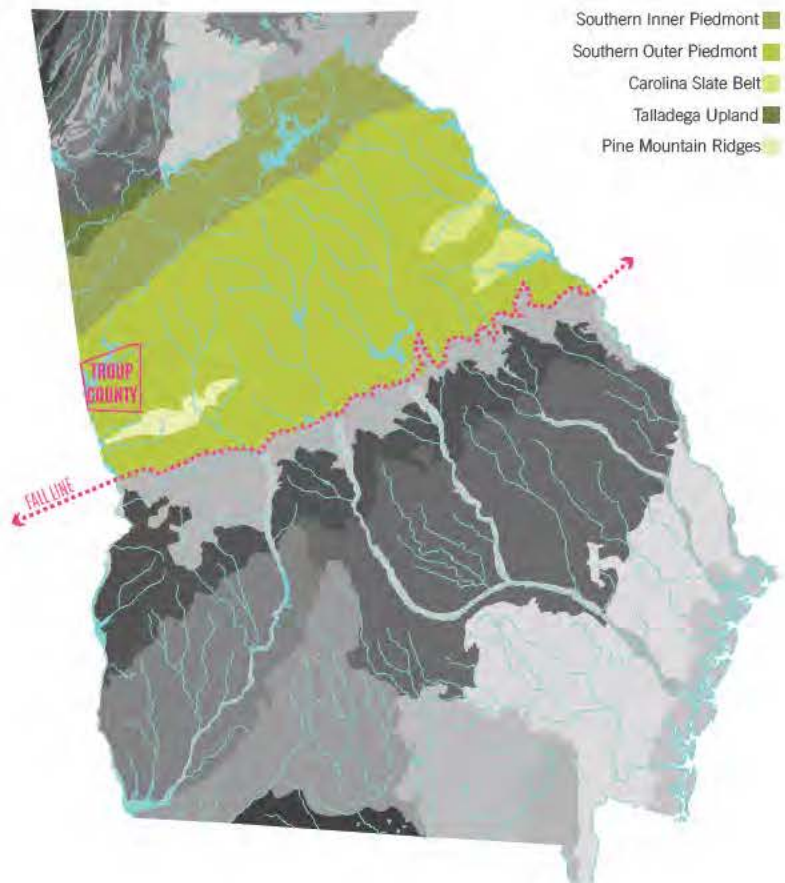 Southern Inner Piedmont
Southern Outer Piedmont
Carolina Slate Belt
Talladega Upland
Pine Mountain Ridges
TROUP
COUNTY
FALL LINE